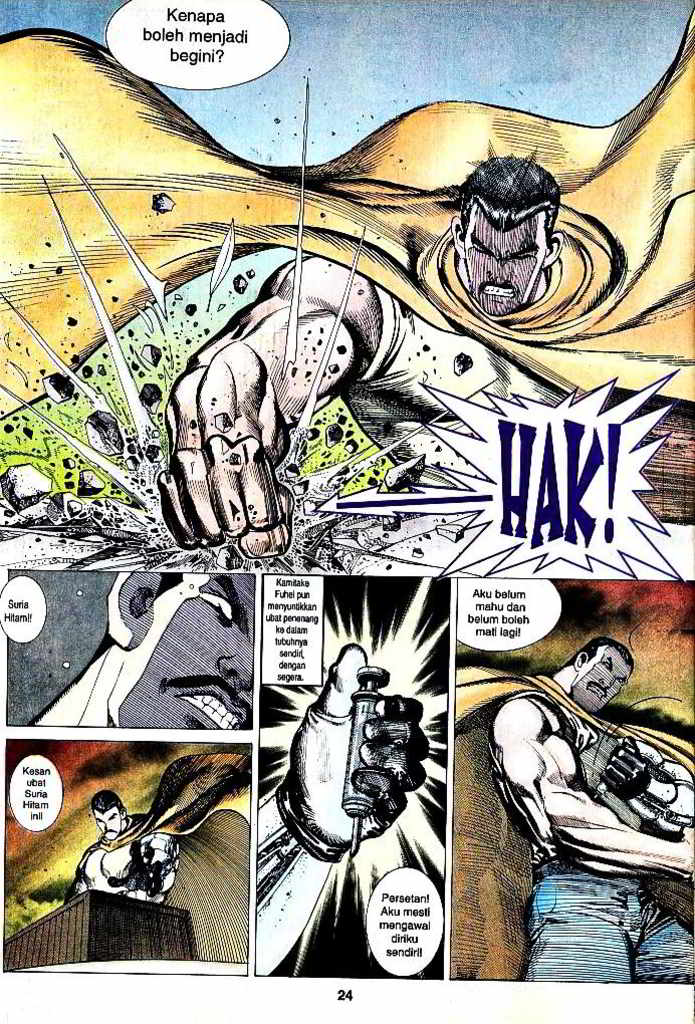 Kenapa
boleh menjadi
begini?
HAK!
Suria
Hitam!!
Kesan
ubat
Suria
Hitam
ini!
Kamitake
Fuhei pun
menyuntikkan
ubat penenang
ke dalam
tubuhnya
sendiri,
dengan
segera.
Persetan!
Aku mesti
mengawal
diriku
sendiri!
Aku belum
mahu dan
belum boleh
mati lagi!
24